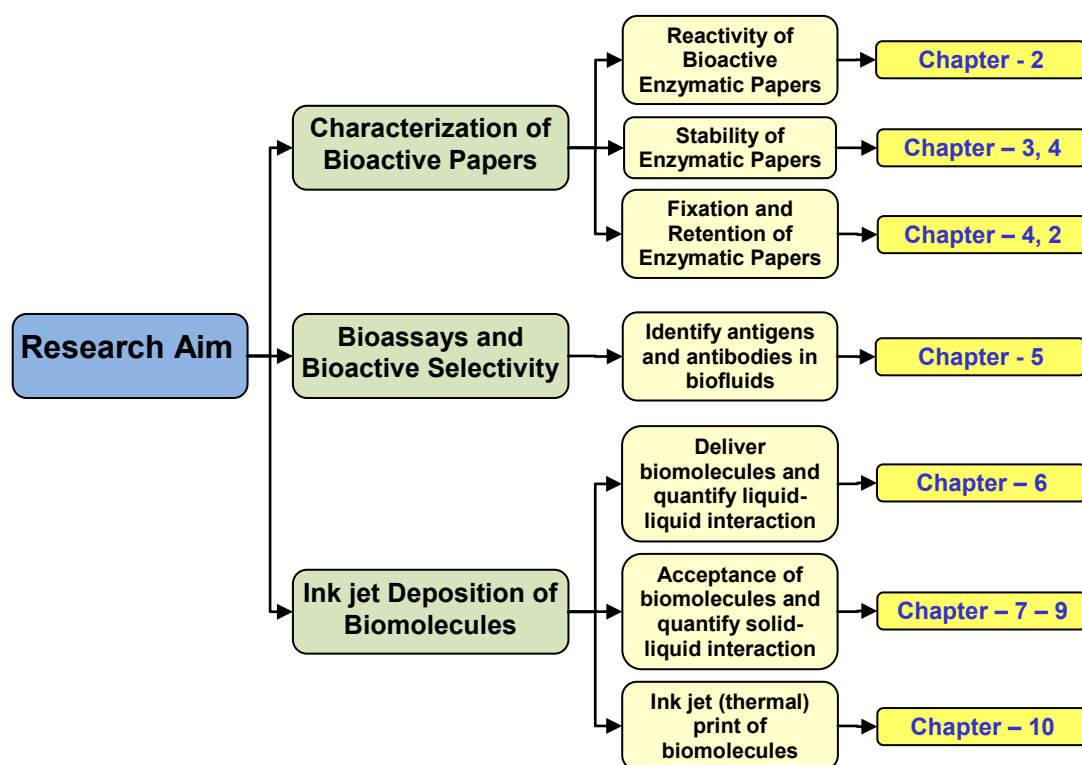 Reactivity of
Bioactive
Enzymatic Papers
Chapter - 2
Characterization of
Bioactive Papers
Stability of
Enzymatic Papers
Chapter – 3, 4
Fixation and
Retention of
Enzymatic Papers
Chapter – 4, 2
Research Aim
Bioassays and
Bioactive Selectivity
Identify antigens
and antibodies in
biofluids
Chapter - 5
Deliver
biomolecules and
quantify liquid-
liquid interaction
Chapter – 6
Ink jet Deposition of
Biomolecules
Acceptance of
biomolecules and
quantify solid-
liquid interaction
Chapter – 7 – 9
Ink jet (thermal)
print of
biomolecules
Chapter – 10